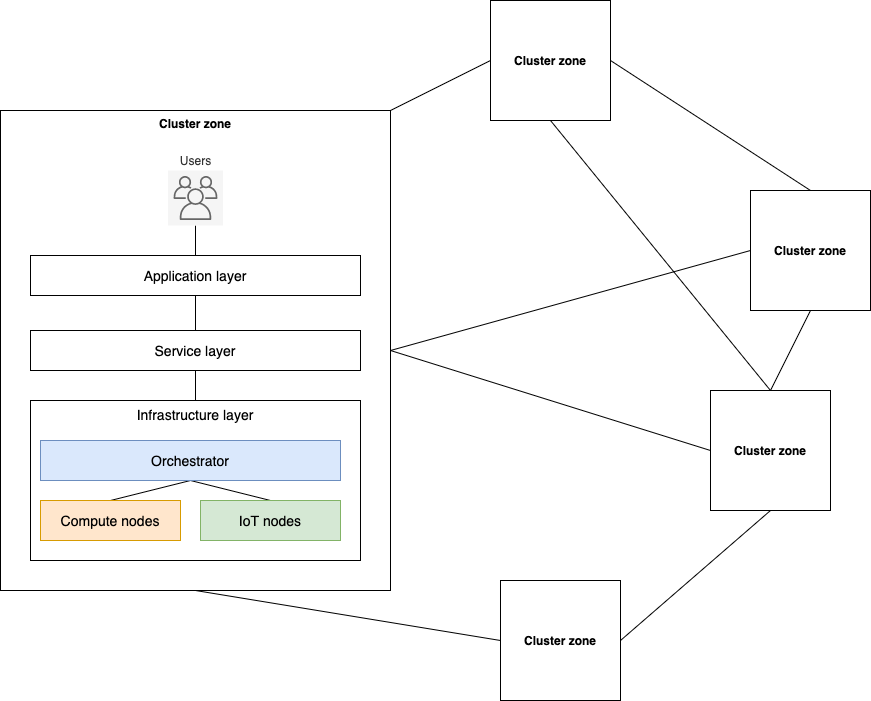 Cluster zone
Cluster zone
Users
Application layer
Cluster zone
Service layer
Infrastructure layer
Cluster zone
Orchestrator
Compute nodes
IoT nodes
Cluster zone